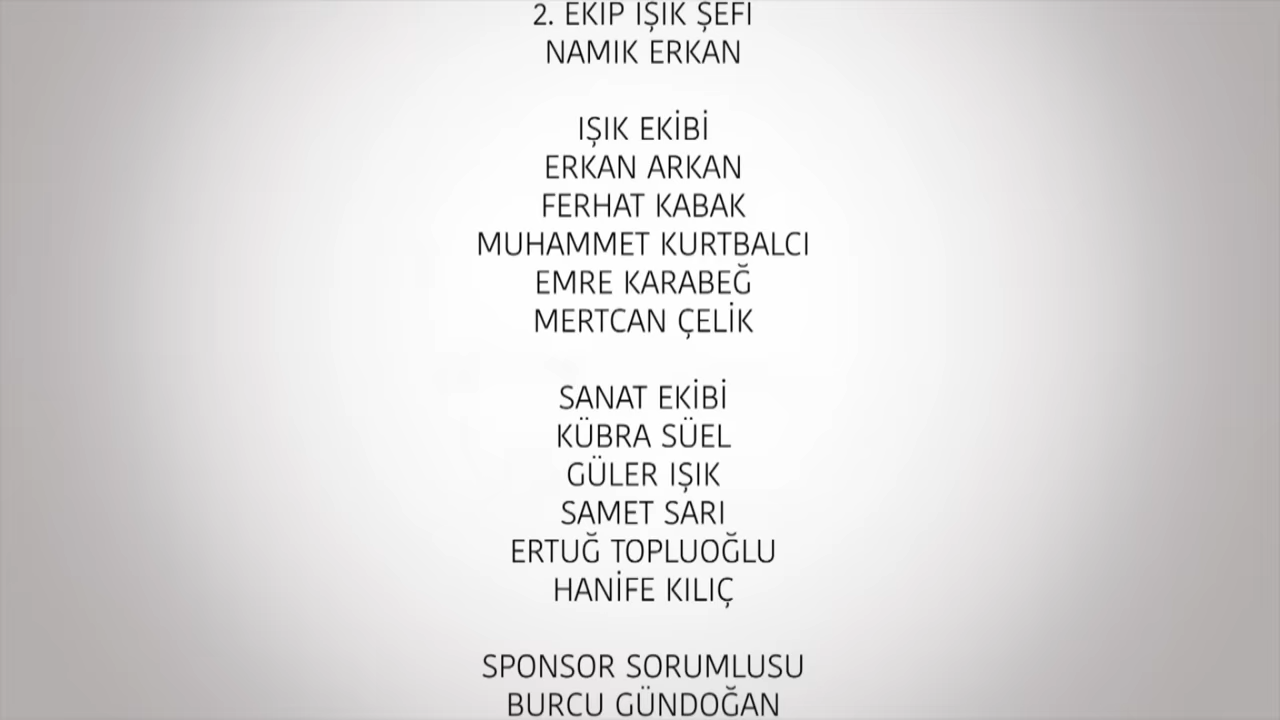 2. EKİP IŞIK ŞEFİ
NAMIK ERKAN
IŞIK EKİBİ
ERKAN ARKAN
FERHAT KABAK
MUHAMMET KURTBALCI
EMRE KARABEĞ
MERTCAN ÇELİK
SANAT EKİBİ
KÜBRA SÜEL
GÜLER IŞIK
SAMET SARI
ERTUĞ TOPLUOĞLU
HANİFE KILIÇ
SPONSOR SORUMLUSU
BURCU GÜNDOĞAN